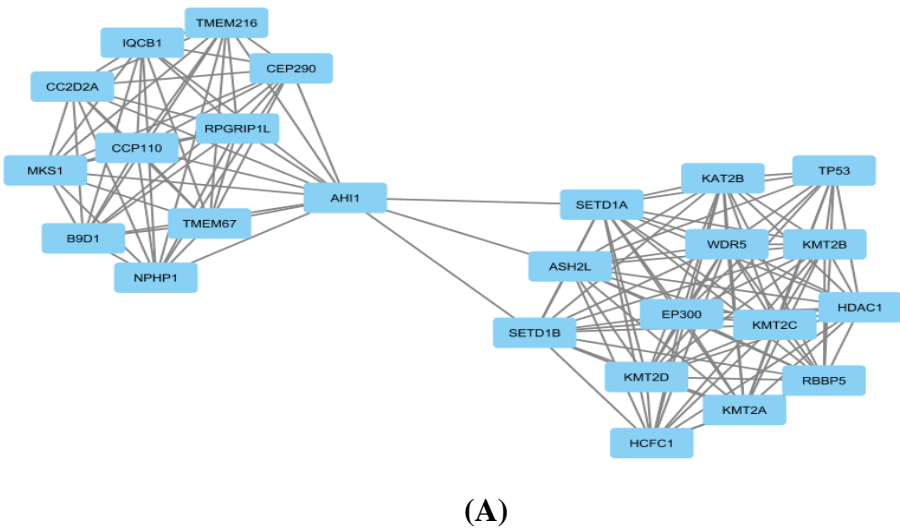 TMEM216
IQCB1
CEP290
CC2D2A
RPGRIP1L
CCP110
MKS1
AHI1
TMEM67
B9D1
NPHP1
TP53
KAT2B
SETD1A
WDR5
KMT2B
ASH2L
HDAC1
EP300
KMT2C
SETD1B
KMT2D
RBBP5
KMT2A
HCFC1
(A)